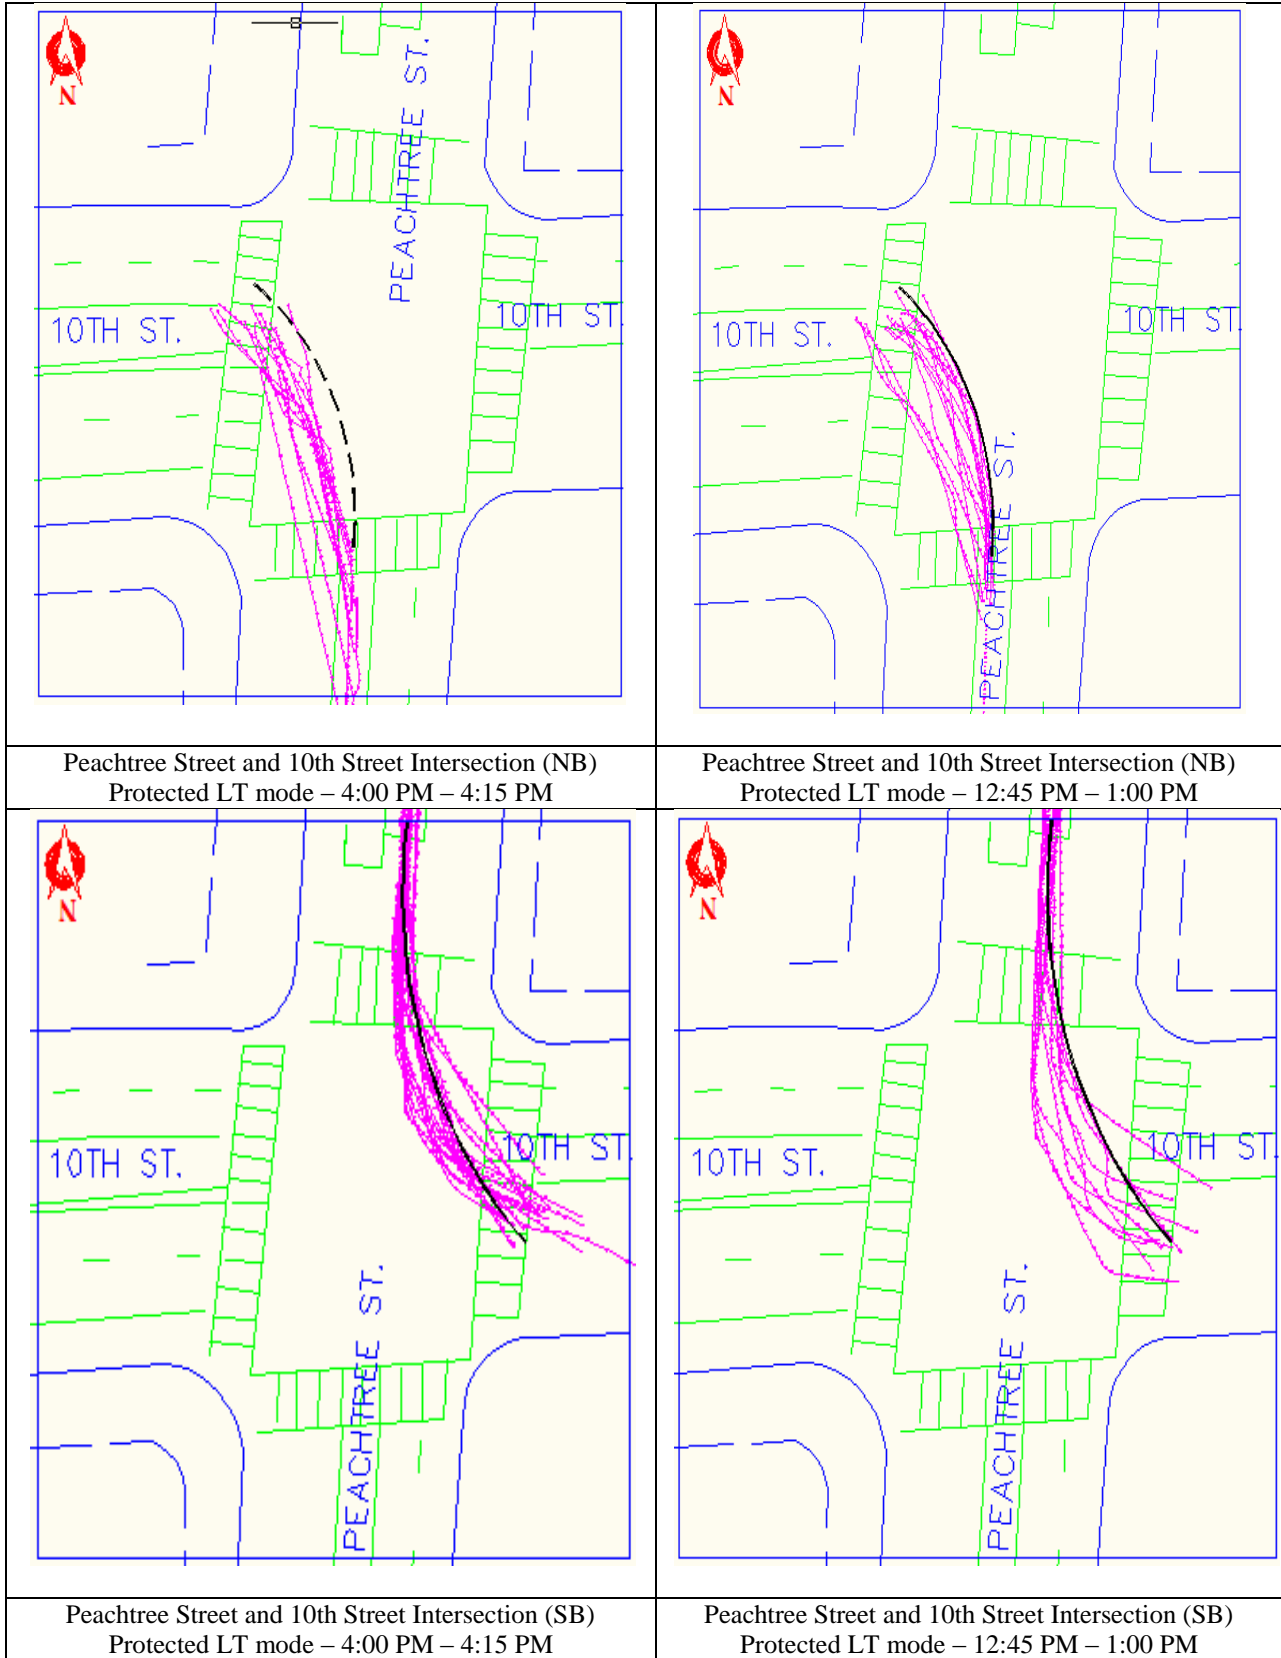 N
PEACHTREE ST.
10TH ST.
10TH ST.
N
10TH ST.
10TH ST.
PEACHTREE ST.
Peachtree Street and 10th Street Intersection (NB)
Protected LT mode – 4:00 PM – 4:15 PM
Peachtree Street and 10th Street Intersection (NB)
Protected LT mode – 12:45 PM – 1:00 PM
N
10TH ST.
10TH ST.
PEACHTREE ST.
N
10TH ST.
10TH ST.
PEACHTREE ST.
Peachtree Street and 10th Street Intersection (SB)
Protected LT mode – 4:00 PM – 4:15 PM
Peachtree Street and 10th Street Intersection (SB)
Protected LT mode – 12:45 PM – 1:00 PM